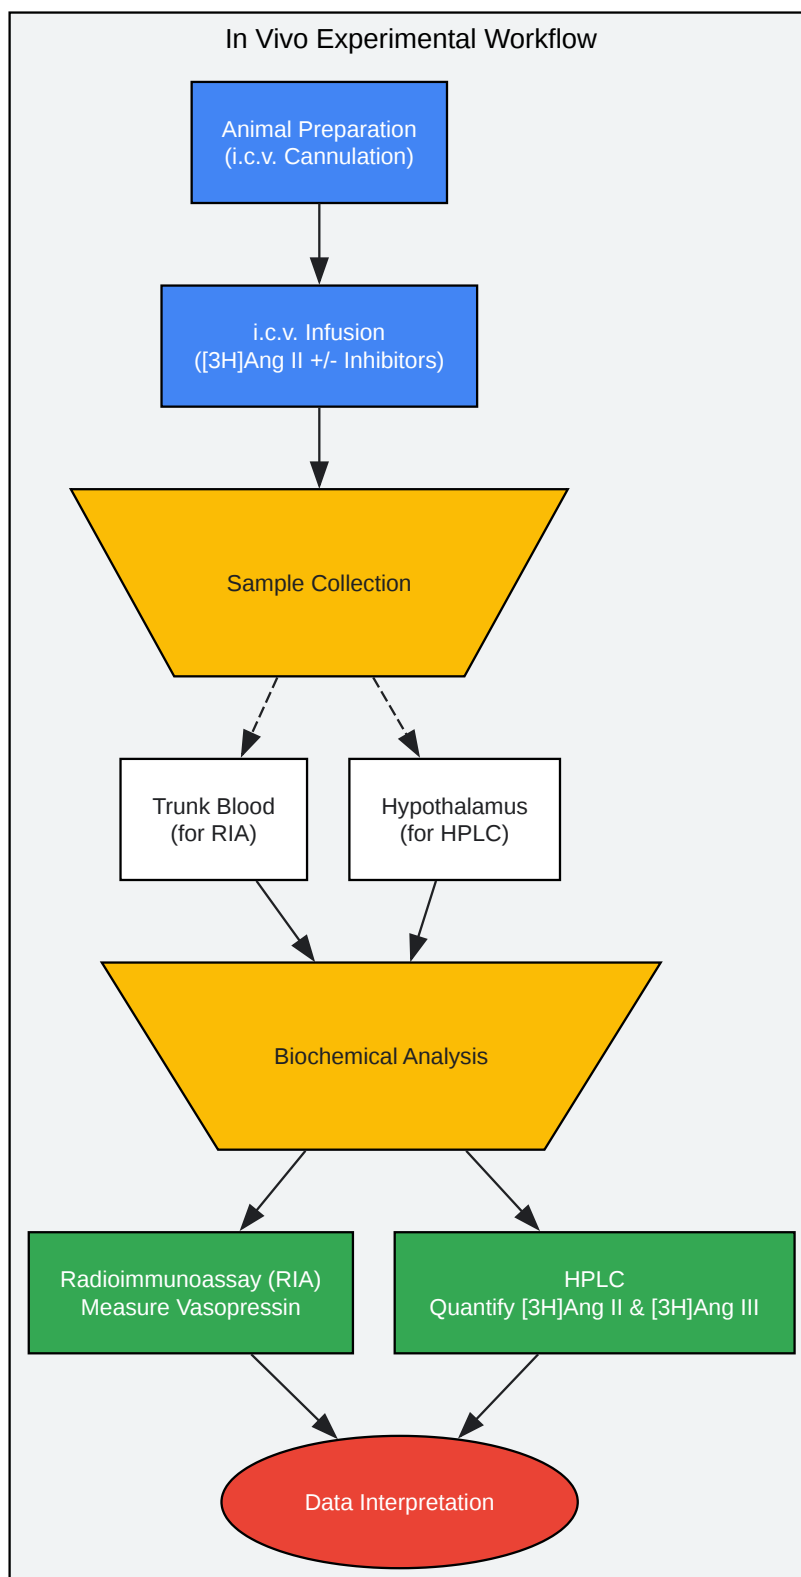 In Vivo Experimental Workflow
Animal Preparation
(i.c.v. Cannulation)
i.c.v. Infusion
([3H]Ang II +/- Inhibitors)
Sample Collection
Trunk Blood
(for RIA)
Hypothalamus
(for HPLC)
Biochemical Analysis
Radioimmunoassay (RIA)
Measure Vasopressin
HPLC
Quantify [3H]Ang II & [3H]Ang III
Data Interpretation